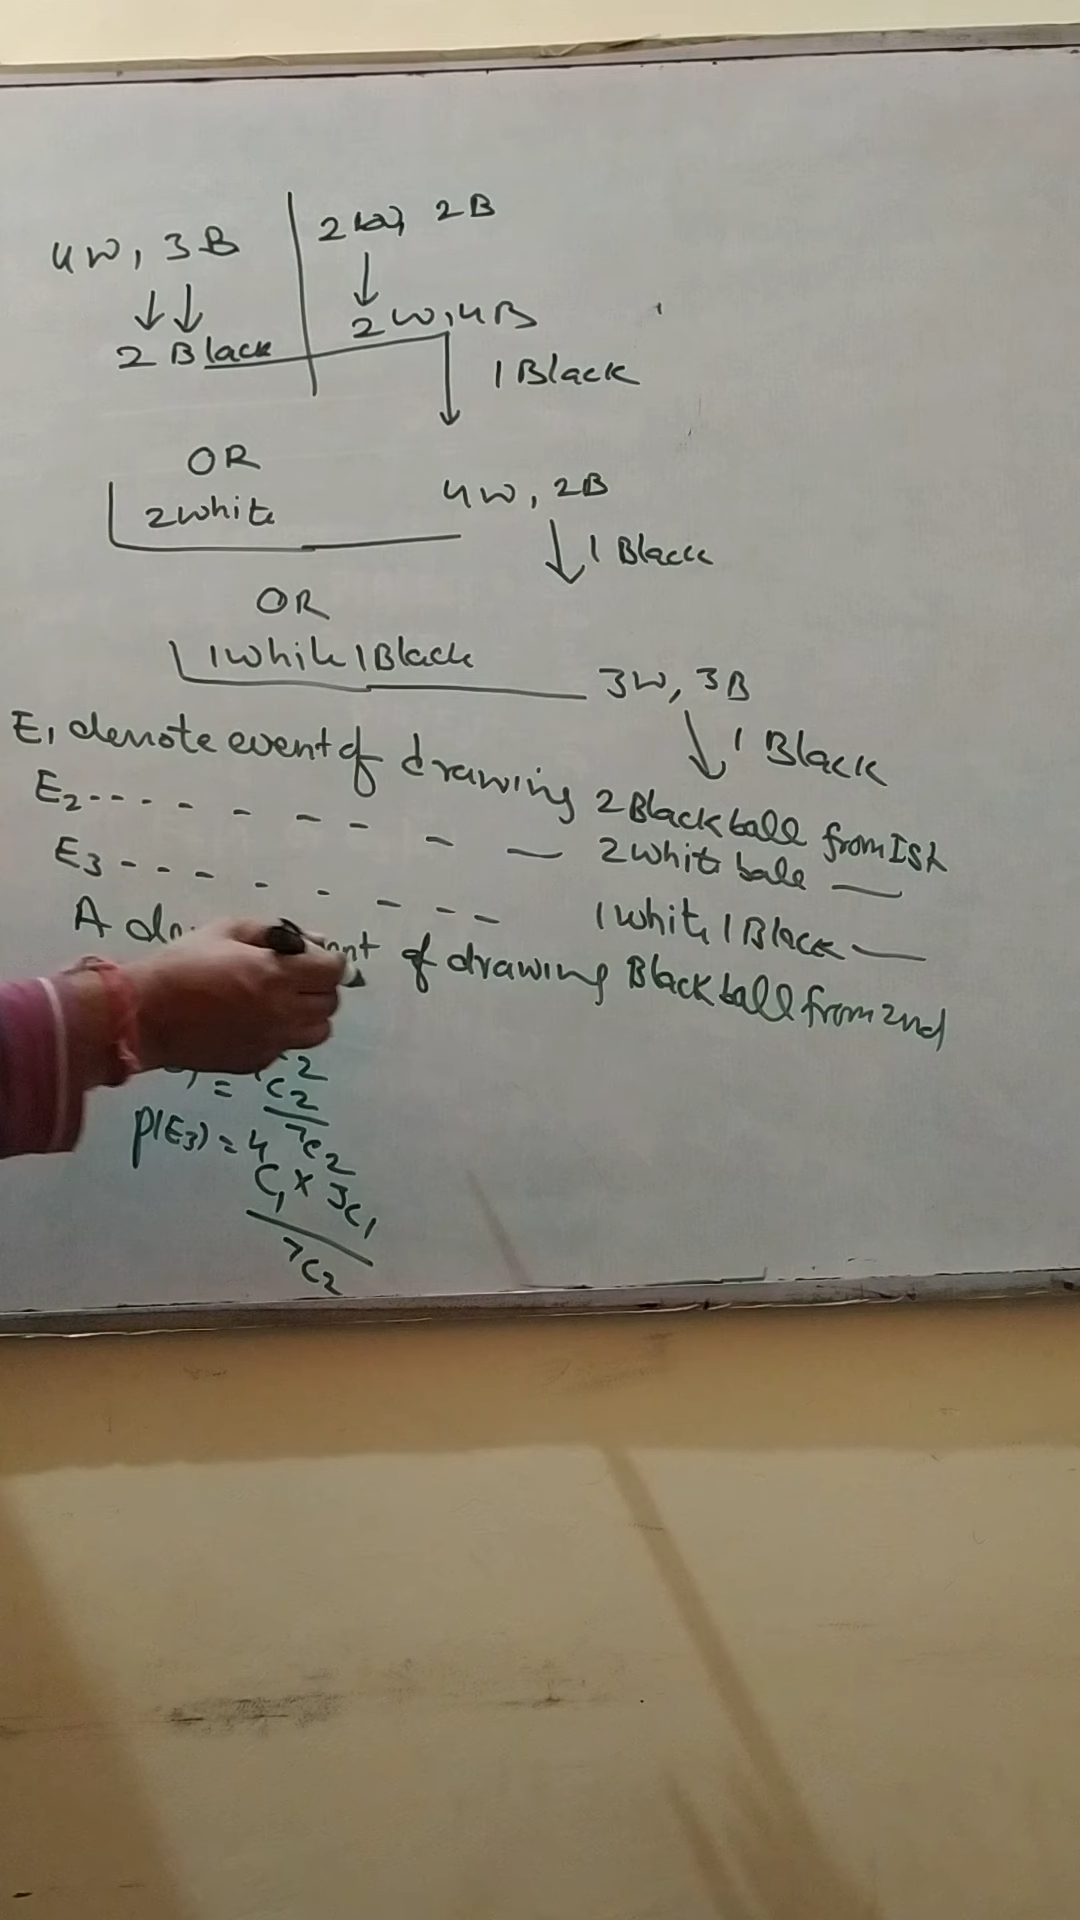 4W, 3B
2W, 2B
2 Black
2W, 4B
1 Black
OR
2 white
4W, 2B
1 Black
OR
1 white 1 Black
3W, 3B
1 Black
E1 denote event of drawing 2 Black ball from Ist
E2 ---- - - - - - — 2 white ball —
E3 - - - - - - - - 1 white 1 Black —
A of drawing Black ball from 2nd
) = C2
7C2
P(E3) = 4C1 × 3C1
7C2